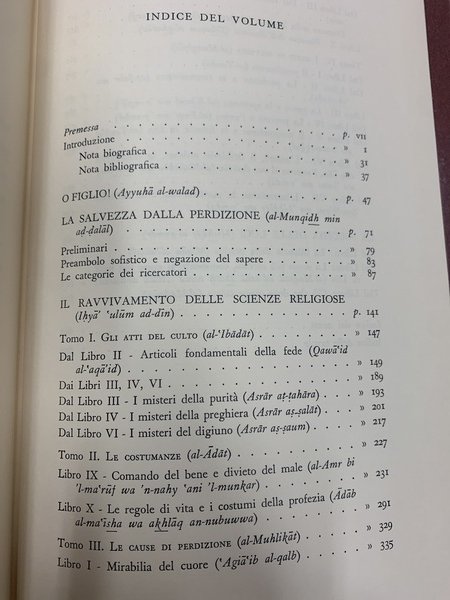 INDICE DEL VOLUME
Premessa . . . . . . . . . . . . . . p. VII
Introduzione . . . . . . . . . . . . . . » 1
Nota biografica . . . . . . . . . . . . » 31
Nota bibliografica . . . . . . . . . . . » 37
O FIGLIO! (Ayyuhā al-walad) . . . . . . . . p. 47
LA SALVEZZA DALLA PERDIZIONE (al-Munqidh min
aḍ-ḍalāl) . . . . . . . . . . . . . . p. 71
Preliminari . . . . . . . . . . . . . . » 79
Preambolo sofistico e negazione del sapere . . . . . » 83
Le categorie dei ricercatori . . . . . . . . . » 87
IL RAVVIVAMENTO DELLE SCIENZE RELIGIOSE
(Iḥyā' 'ulūm ad-dīn) . . . . . . . . . . . p. 141
Tomo I. GLI ATTI DEL CULTO (al-'Ibādāt) . . . . . » 147
Dal Libro II - Articoli fondamentali della fede (Qawā'id
al-'aqā'id) . . . . . . . . . . . . . . » 149
Dai Libri III, IV, VI . . . . . . . . . . . » 189
Dal Libro III - I misteri della purità (Asrār aṭ-ṭahāra) » 193
Dal Libro IV - I misteri della preghiera (Asrār aṣ-ṣalāt) » 201
Dal Libro VI - I misteri del digiuno (Asrār aṣ-ṣaum) . . » 217
Tomo II. LE COSTUMANZE (al-Ādāt) . . . . . . . » 227
Libro IX - Comando del bene e divieto del male (al-Amr bi
'l-ma'rūf wa 'n-nahy 'ani 'l-munkar) . . . . . . » 231
Libro X - Le regole di vita e i costumi della profezia (Ādāb
al-ma'īsha wa akhlāq an-nubuwwa) . . . . . . . » 291
Tomo III. LE CAUSE DI PERDIZIONE (al-Muhlikāt) . . . » 329
Libro I - Mirabilia del cuore ('Agiā'ib al-qalb) . . . . » 335